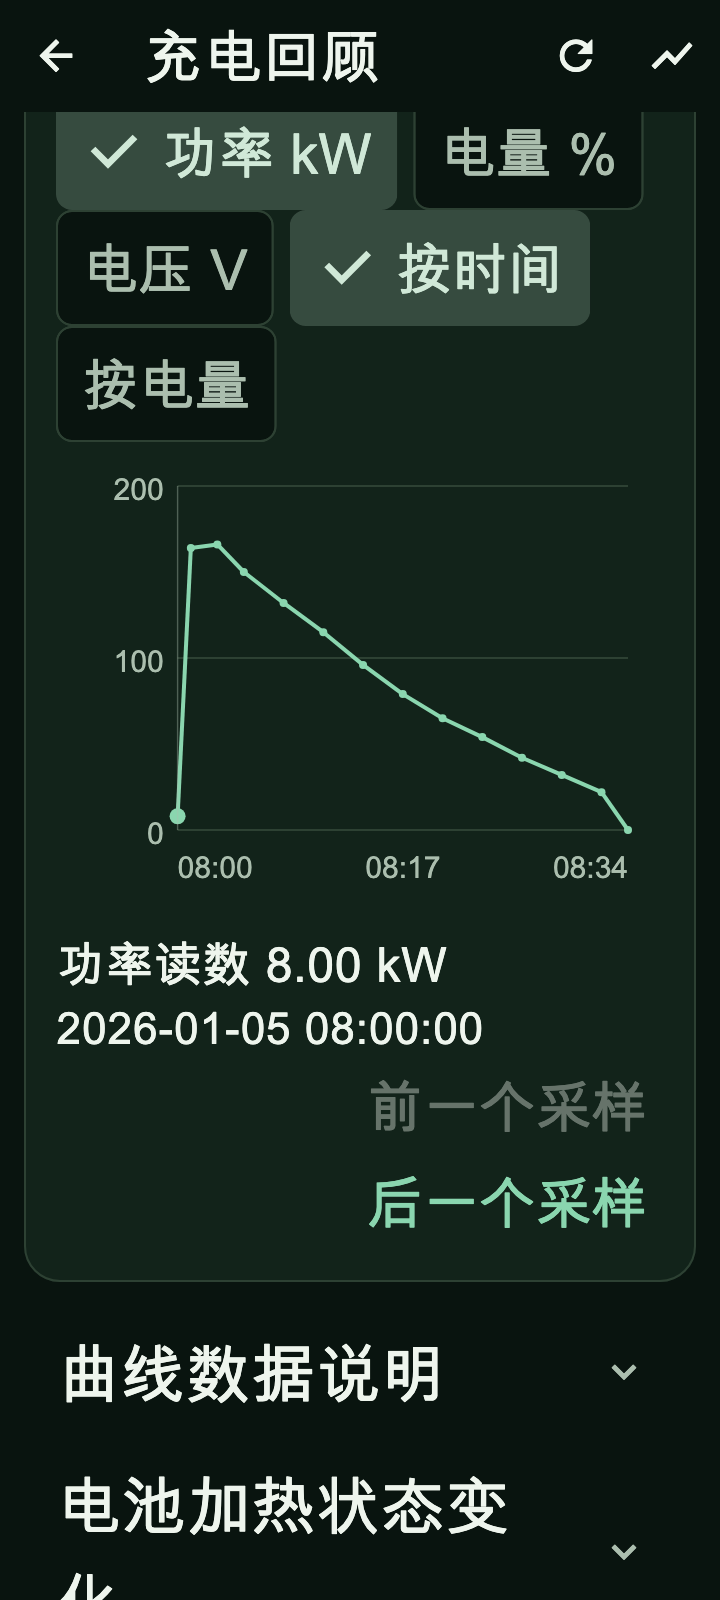 充电回顾
功率 kW
电量 %
电压 V
按时间
按电量
200
100
0
08:00 08:17 08:34
功率读数 8.00 kW
2026-01-05 08:00:00
前一个采样
后一个采样
曲线数据说明
电池加热状态变
化